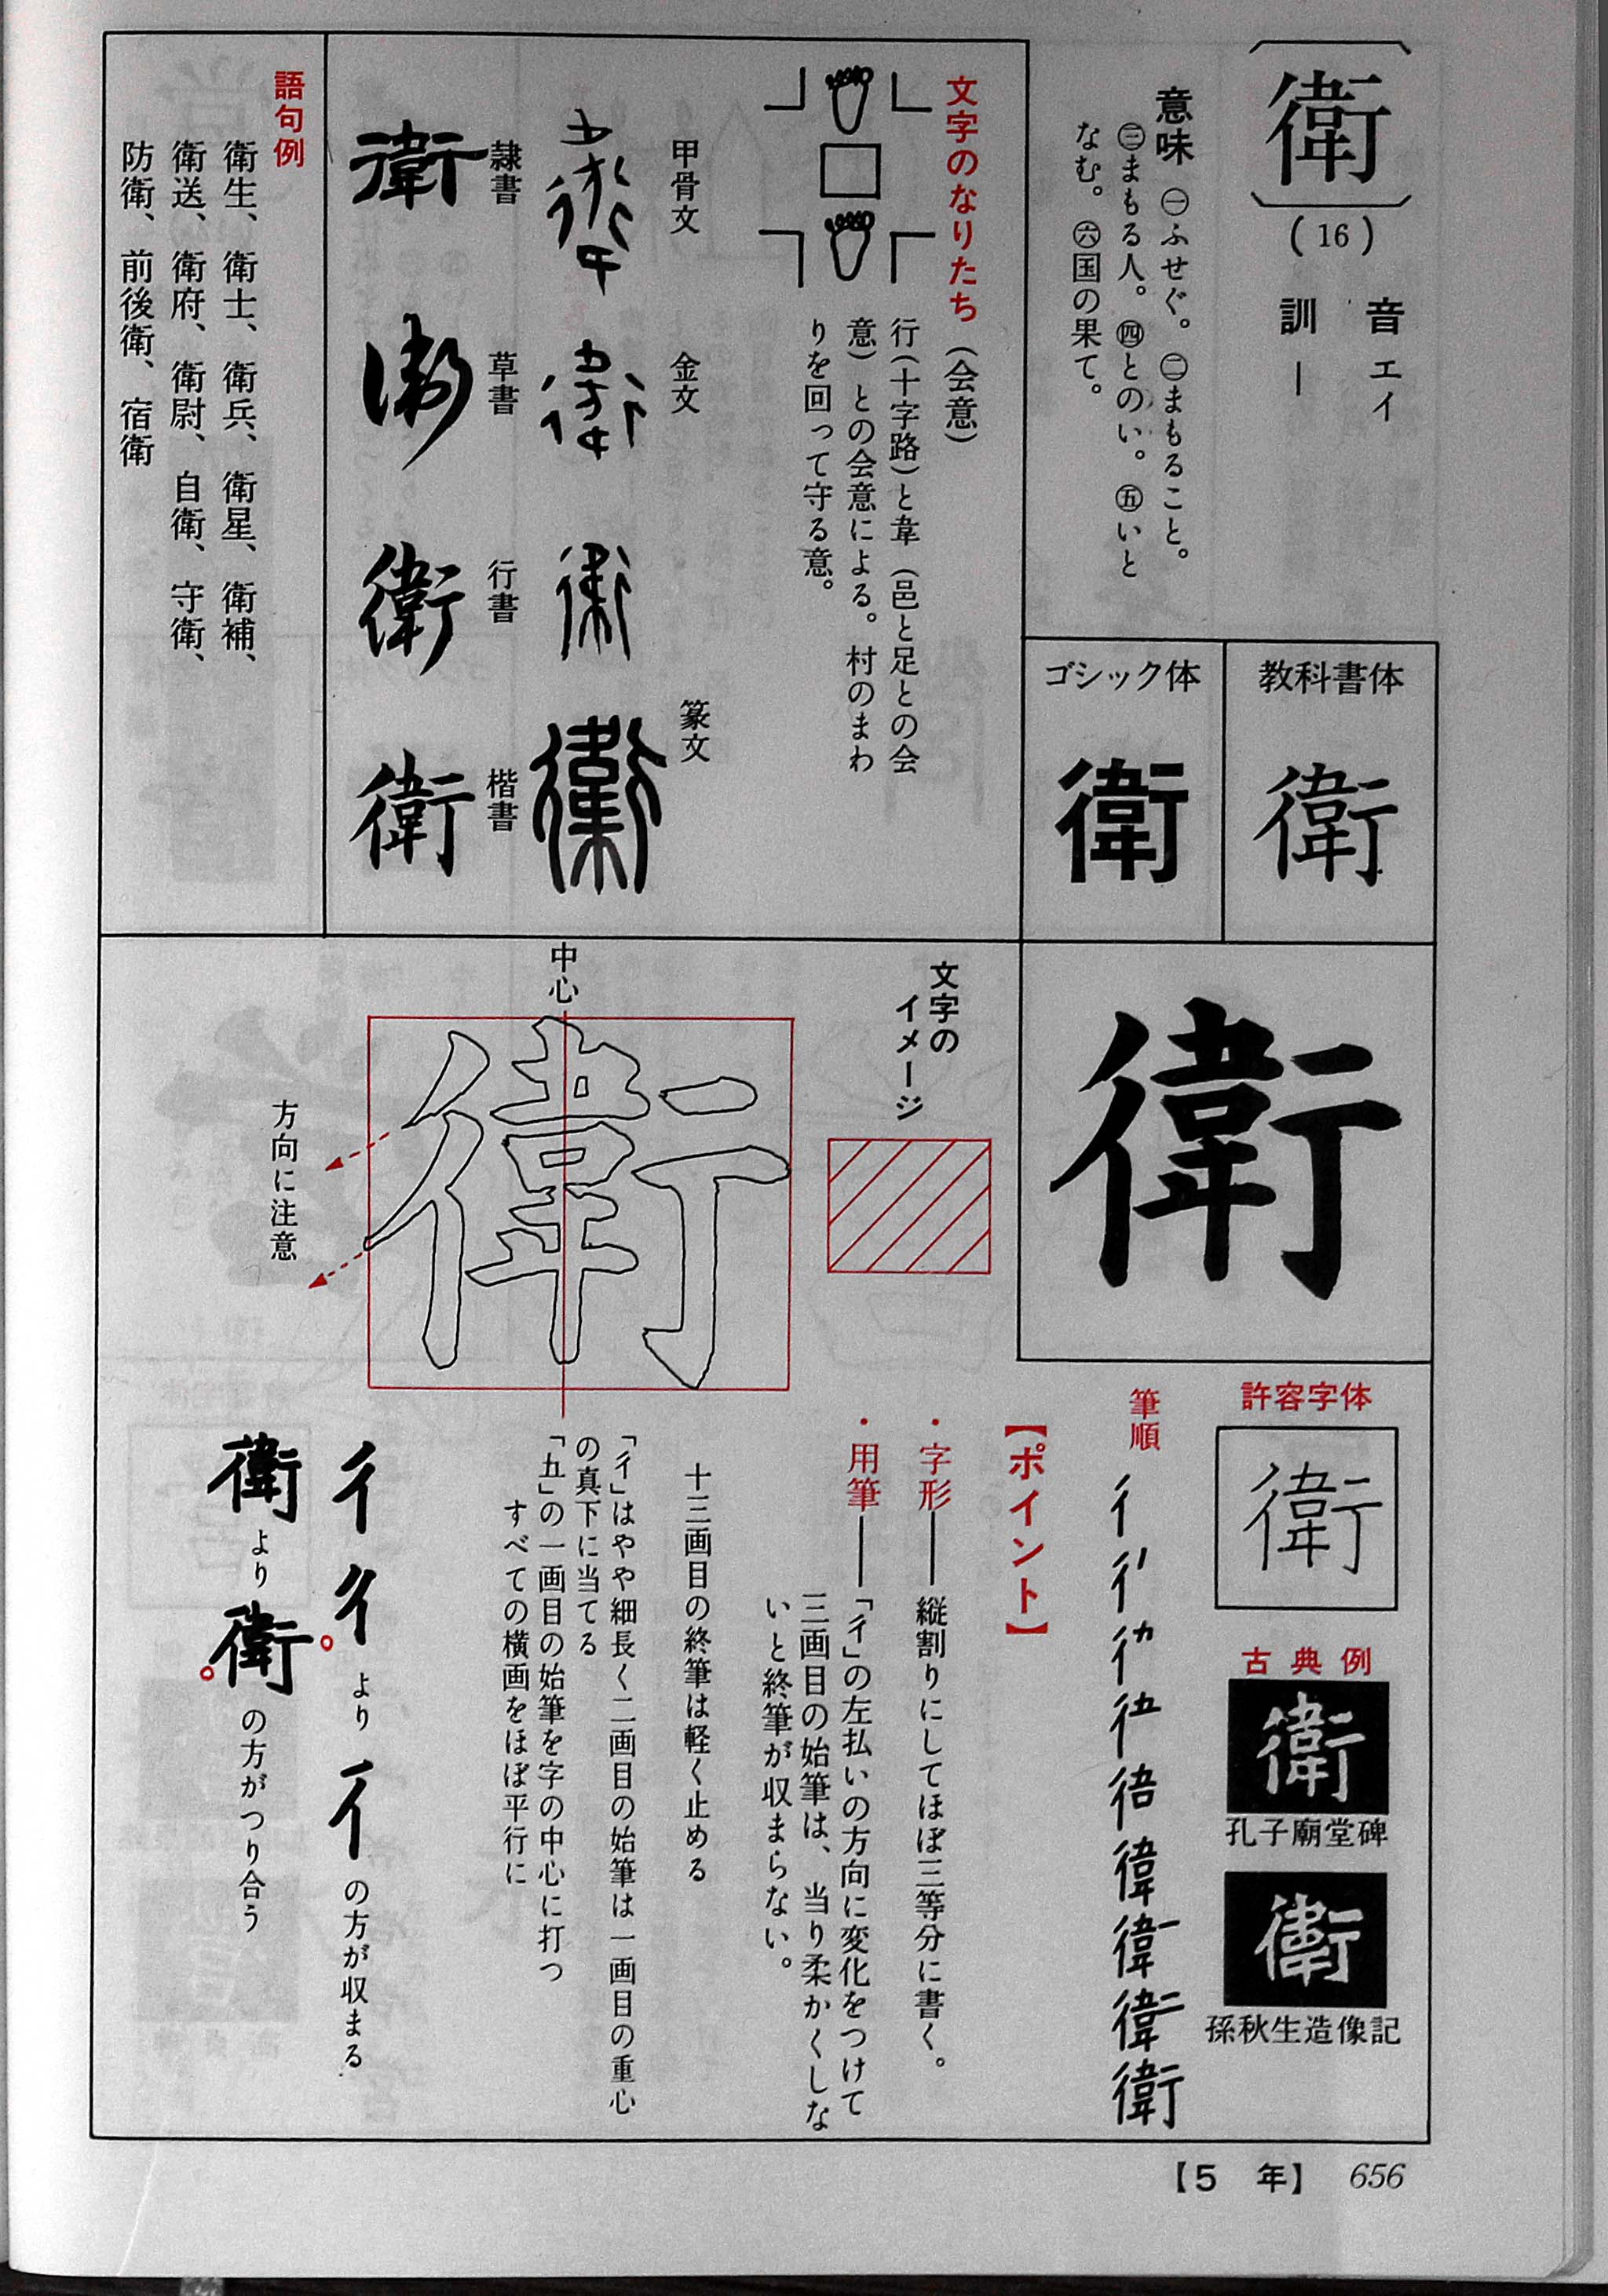 衛
(16)
音 エイ
訓 ―
意味 ㊀ふせぐ。㊁まもること。
㊂まもる人。㊃とのい。㊄いと
なむ。㊅国の果て。
教科書体
衛
ゴシック体
衛
文字のなりたち (会意)
行(十字路)と韋(邑と足との会
意)との会意による。村のまわ
りを回って守る意。
甲骨文
金文
篆文
隷書
衛
草書
衛
行書
衛
楷書
衛
語句例
衛生、衛士、衛兵、衛星、衛補、
衛送、衛府、衛尉、自衛、守衛、
防衛、前後衛、宿衛
衛
文字の
イメージ
中心
衛
方向に注意
許容字体
衛
古典例
衛
孔子廟堂碑
衛
孫秋生造像記
筆順
衛
【ポイント】
・字形――縦割りにしてほぼ三等分に書く。
・用筆――「彳」の左払いの方向に変化をつけて
三画目の始筆は、当り柔かくしな
いと終筆が収まらない。
十三画目の終筆は軽く止める
「彳」はやや細長く二画目の始筆は一画目の重心
の真下に当てる
「五」の一画目の始筆を字の中心に打つ
すべての横画をほぼ平行に
彳 彳 より 彳 の方が収まる
衛 より 衛 の方がつり合う
【5 年】 656